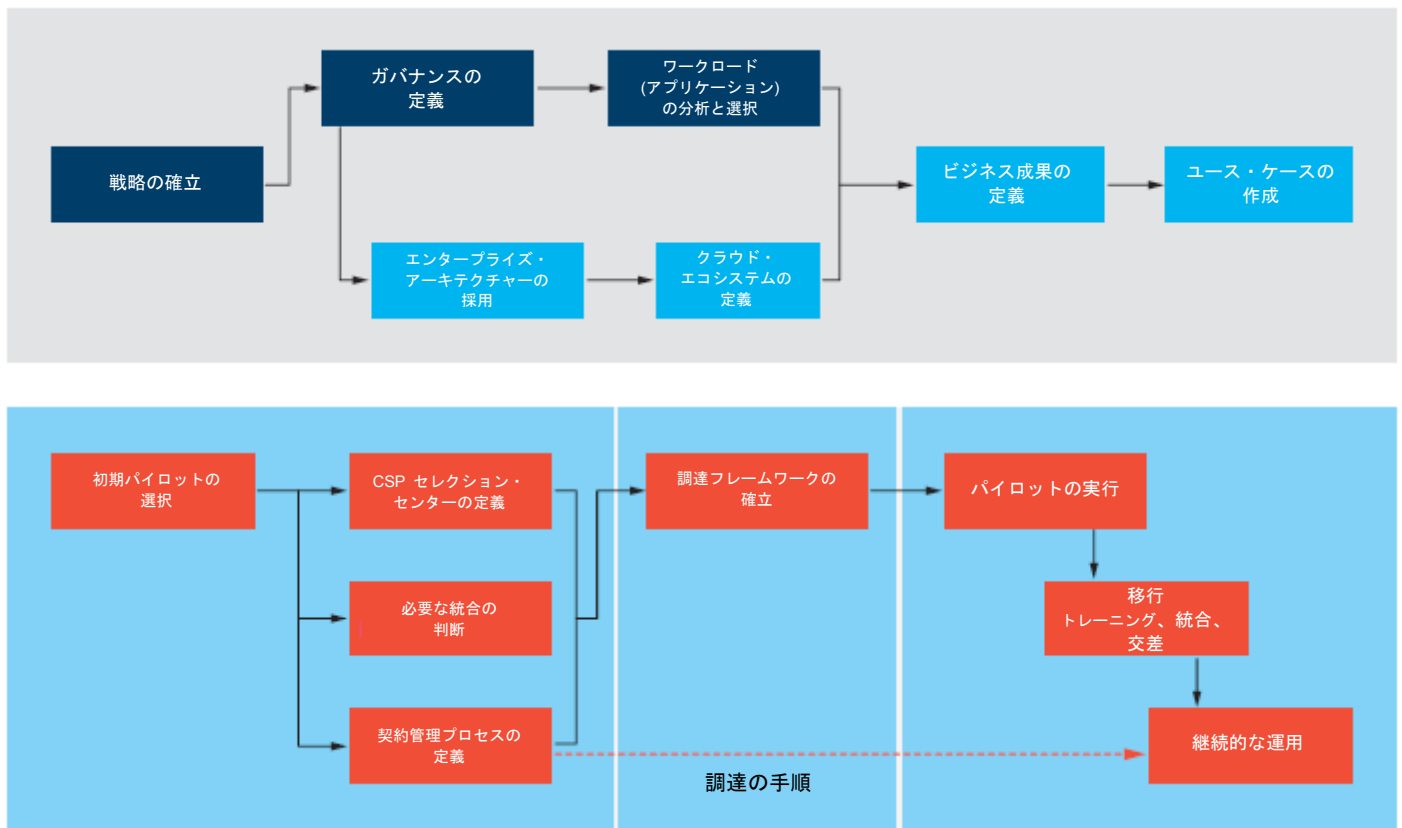 ガバナンスの
定義
ワークロード
(アプリケーション)
の分析と選択
戦略の確立
ビジネス成果の
定義
ユース・ケースの
作成
エンタープライズ・
アーキテクチャーの
採用
クラウド・
エコシステムの
定義
初期パイロットの
選択
CSP セレクション・
センターの定義
調達フレームワークの
確立
パイロットの実行
必要な統合の
判断
移行
トレーニング、統合、
交差
契約管理プロセスの
定義
継続的な運用
調達の手順